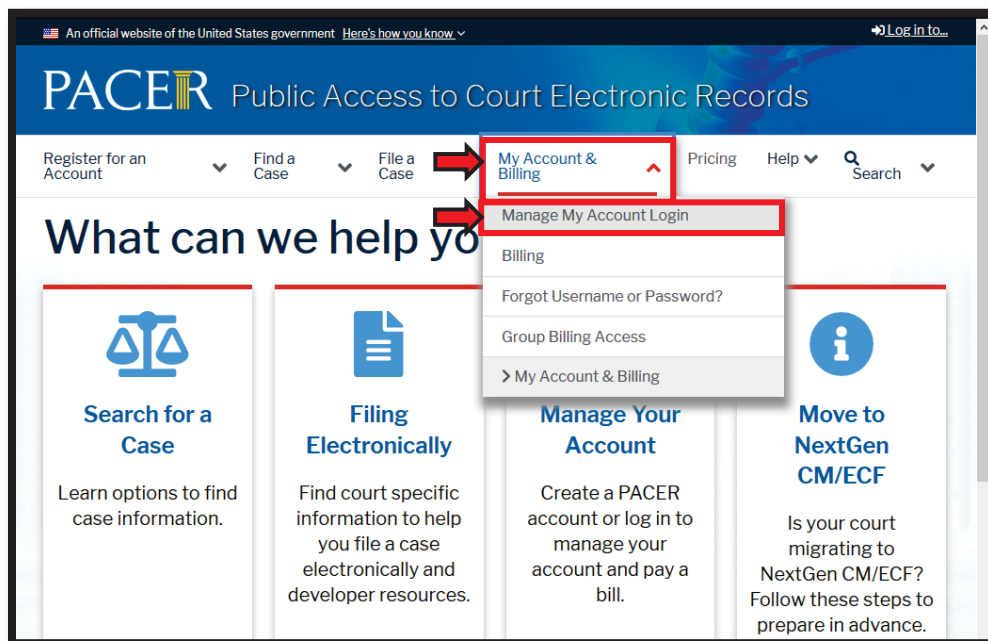 An official website of the United States government Here's how you know
Log in to...
PACER Public Access to Court Electronic Records
Register for an
Account
Find a
Case
File a
Case
My Account &
Billing
Pricing
Help
Search
Manage My Account Login
Billing
Forgot Username or Password?
Group Billing Access
My Account & Billing
What can we help yo
Search for a
Case
Learn options to find
case information.
Filing
Electronically
Find court specific
information to help
you file a case
electronically and
developer resources.
Manage Your
Account
Create a PACER
account or log in to
manage your
account and pay a
bill.
Move to
NextGen
CM/ECF
Is your court
migrating to
NextGen CM/ECF?
Follow these steps to
prepare in advance.